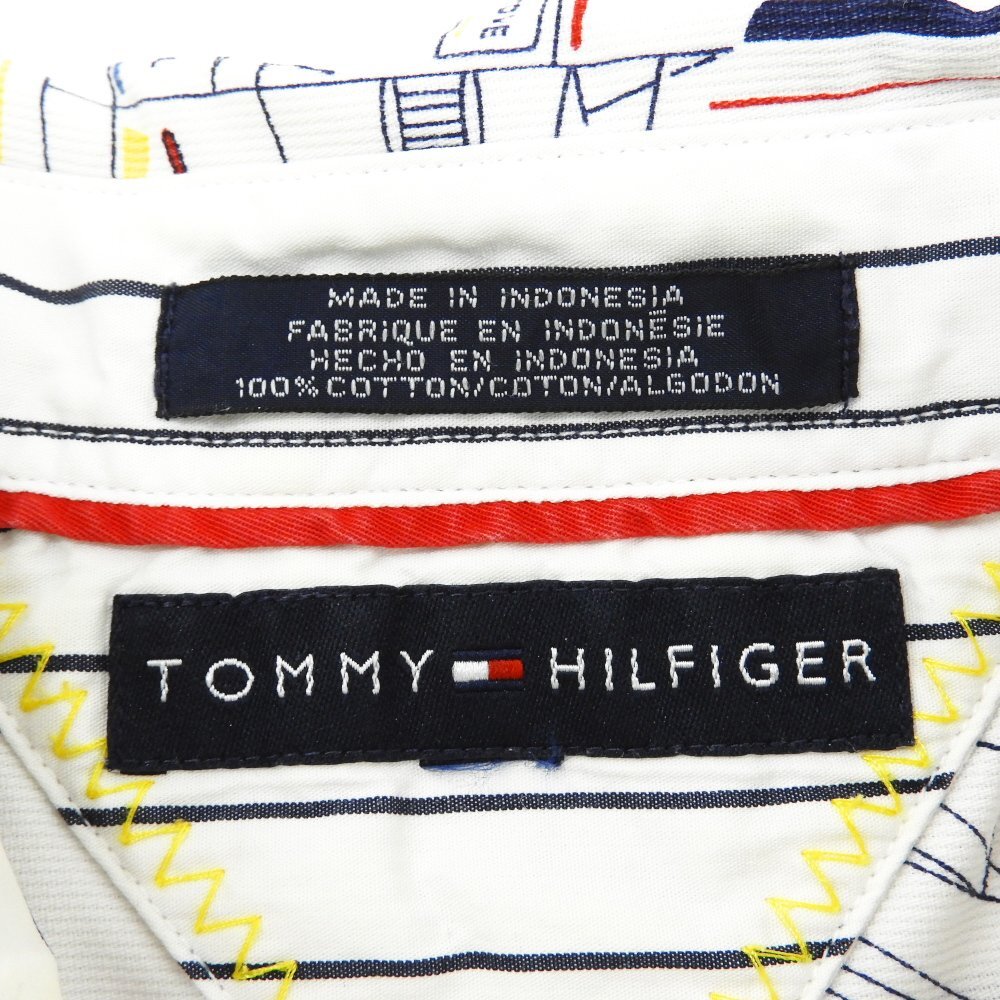 MADE IN INDONESIA
FABRIQUE EN INDONÉSIE
HECHO EN INDONESIA
100% COTTON/COTON/ALGODON
TOMMY HILFIGER